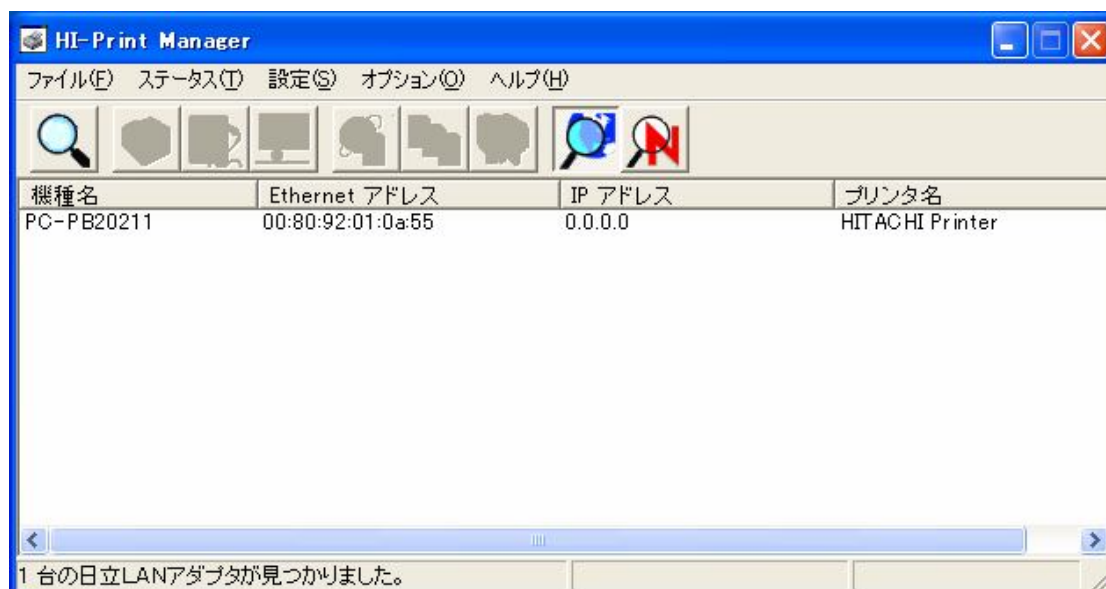 HI-Print Manager
ファイル(F) ステータス(T) 設定(S) オプション(O) ヘルプ(H)
機種名 Ethernet アドレス IP アドレス プリンタ名
PC-PB20211 00:80:92:01:0a:55 0.0.0.0 HITACHI Printer
1 台の日立LANアダプタが見つかりました。